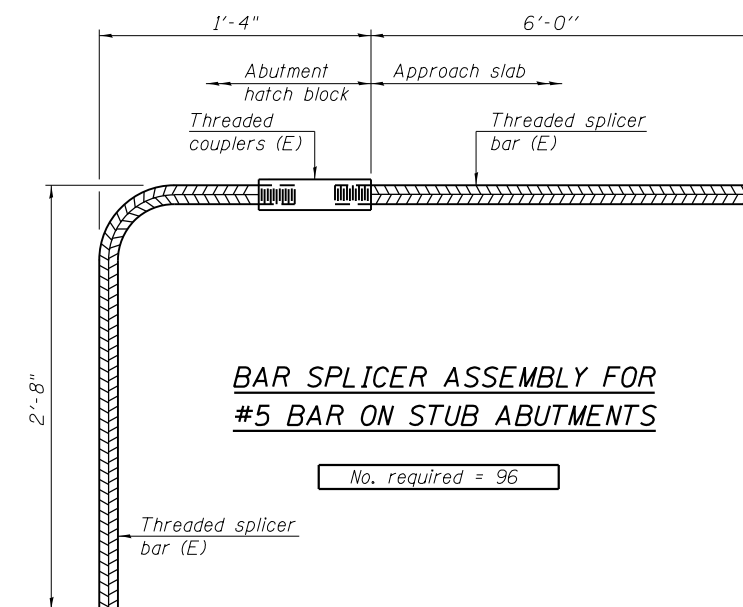 1'-4"
6'-0''
Abutment
hatch block
Approach slab
Threaded
couplers (E)
Threaded splicer
bar (E)
2'-8"
BAR SPLICER ASSEMBLY FOR
#5 BAR ON STUB ABUTMENTS
No. required = 96
Threaded splicer
bar (E)